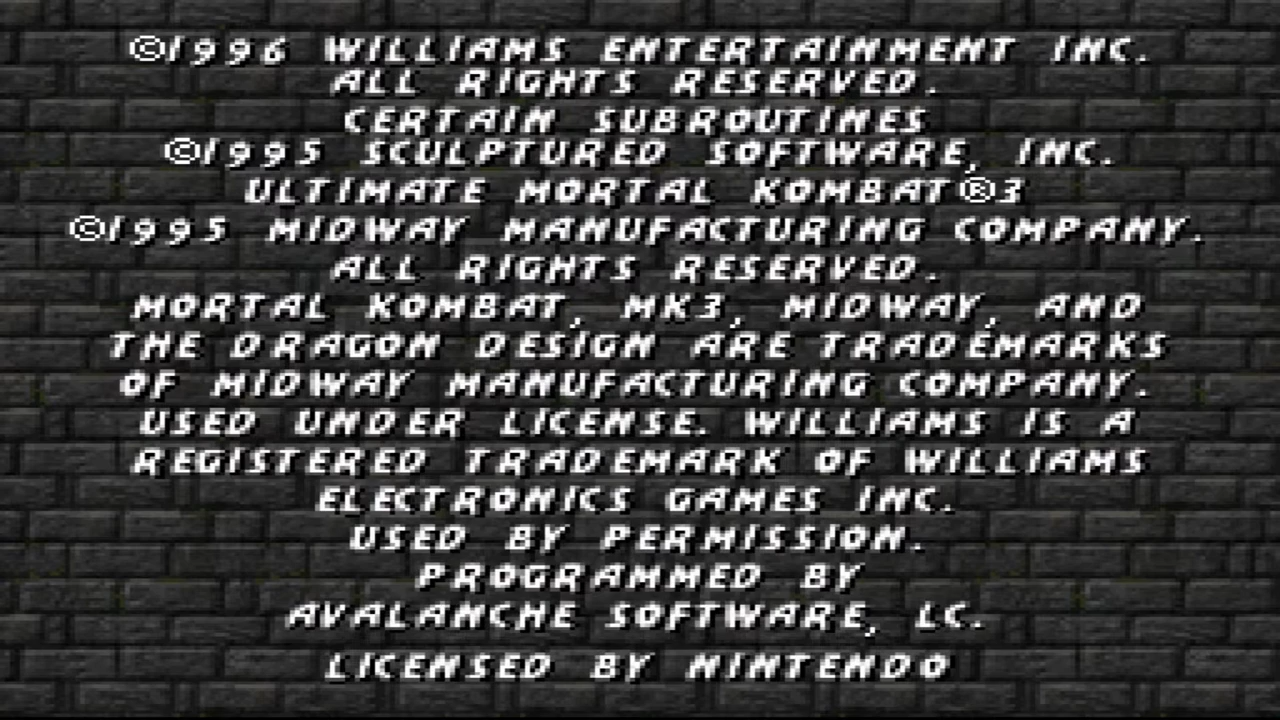 ©1996 WILLIAMS ENTERTAINMENT INC.
ALL RIGHTS RESERVED.
CERTAIN SUBROUTINES
©1995 SCULPTURED SOFTWARE, INC.
ULTIMATE MORTAL KOMBAT®3
©1995 MIDWAY MANUFACTURING COMPANY.
ALL RIGHTS RESERVED.
MORTAL KOMBAT, MK3, MIDWAY, AND
THE DRAGON DESIGN ARE TRADEMARKS
OF MIDWAY MANUFACTURING COMPANY.
USED UNDER LICENSE. WILLIAMS IS A
REGISTERED TRADEMARK OF WILLIAMS
ELECTRONICS GAMES INC.
USED BY PERMISSION.
PROGRAMMED BY
AVALANCHE SOFTWARE, LC.
LICENSED BY NINTENDO